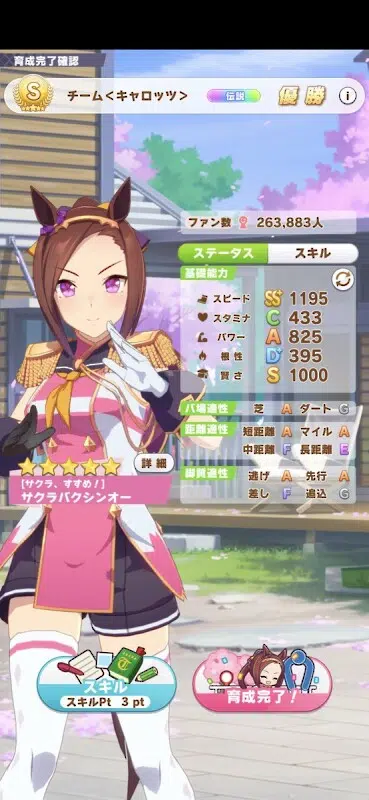 育成完了確認
S
チーム<キャロッツ>
伝説
優勝
ファン数 263,883人
ステータス スキル
基礎能力
スピード SS+ 1195
スタミナ C 433
パワー A 825
根性 D+ 395
賢さ S 1000
バ場適性 芝 A ダート G
距離適性 短距離 A マイル A
中距離 F 長距離 E
脚質適性 逃げ A 先行 A
差し F 追込 G
詳細
[サクラ、すすめ!]
サクラバクシンオー
スキル
スキルPt 3 pt
育成完了!